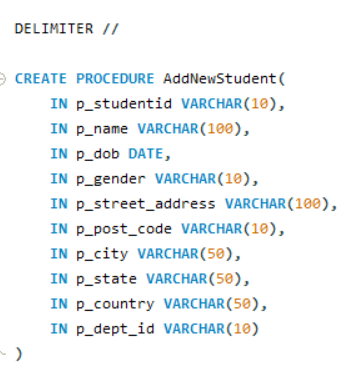 DELIMITER //
CREATE PROCEDURE AddNewStudent(
IN p_studentid VARCHAR(10),
IN p_name VARCHAR(100),
IN p_dob DATE,
IN p_gender VARCHAR(10),
IN p_street_address VARCHAR(100),
IN p_post_code VARCHAR(10),
IN p_city VARCHAR(50),
IN p_state VARCHAR(50),
IN p_country VARCHAR(50),
IN p_dept_id VARCHAR(10)
)